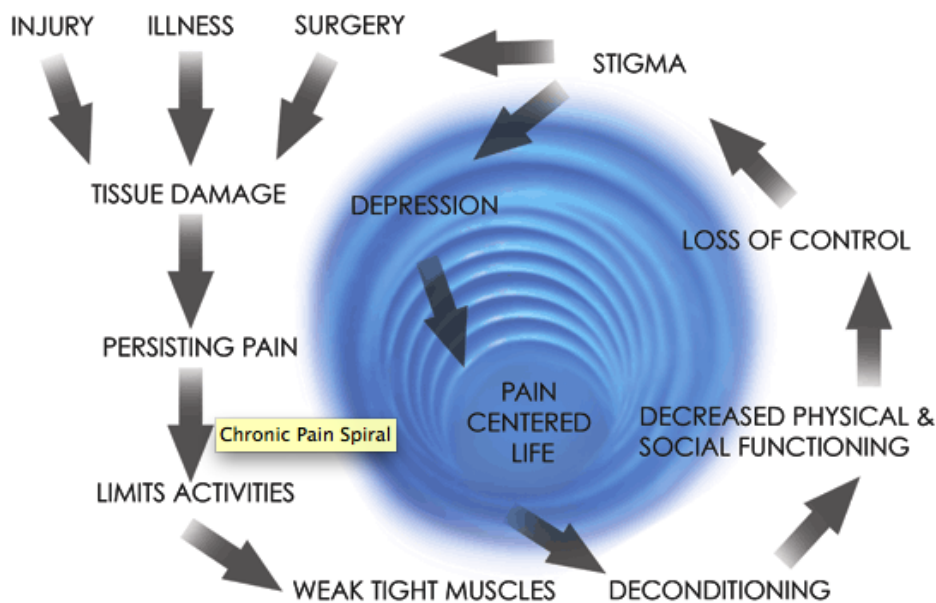 INJURY
ILLNESS
SURGERY
STIGMA
TISSUE DAMAGE
DEPRESSION
LOSS OF CONTROL
PERSISTING PAIN
PAIN
CENTERED
LIFE
DECREASED PHYSICAL &
SOCIAL FUNCTIONING
Chronic Pain Spiral
LIMITS ACTIVITIES
WEAK TIGHT MUSCLES
DECONDITIONING